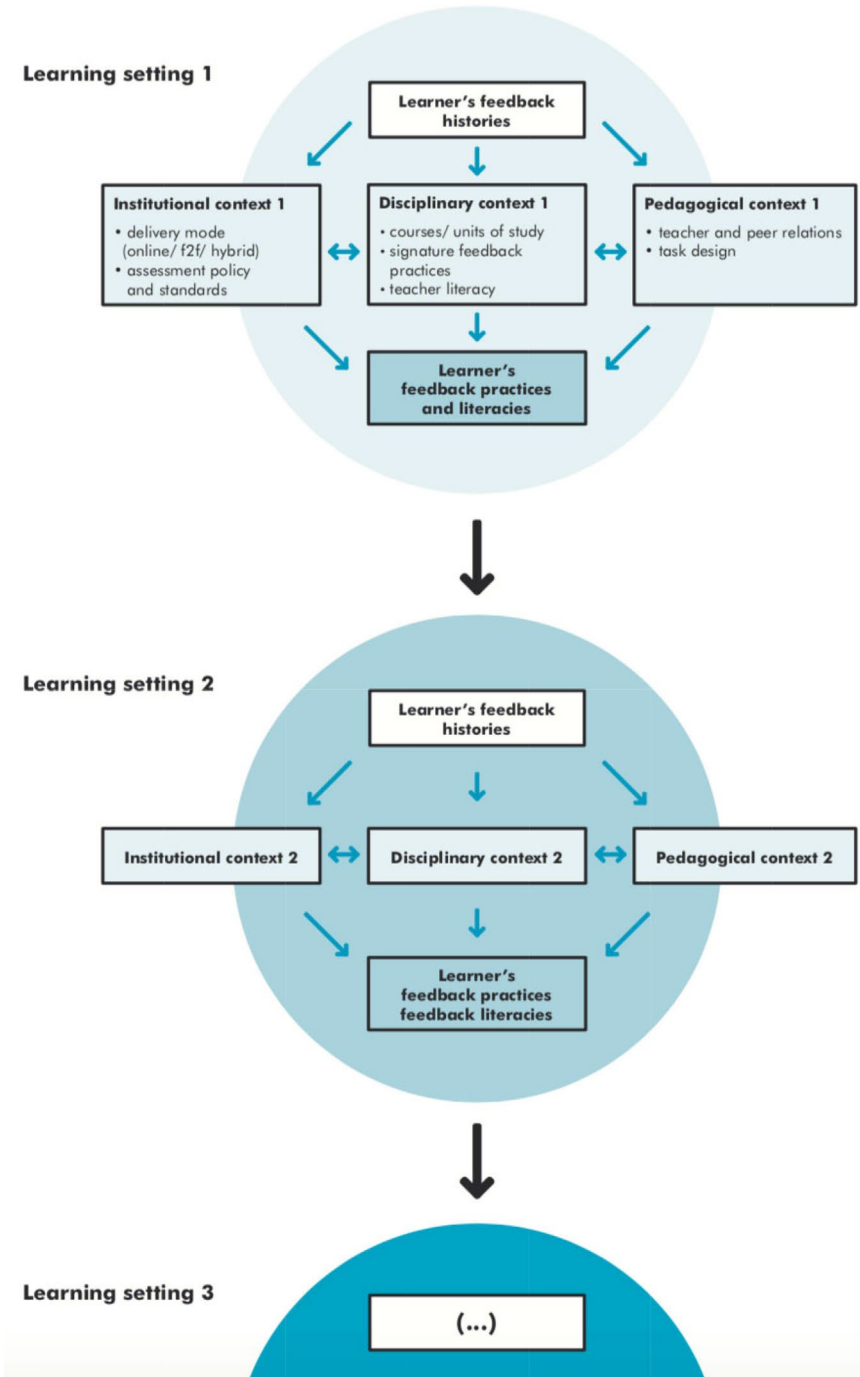 Learning setting 1
Learner's feedback
histories
Institutional context 1
• delivery mode
(online/ f2f/ hybrid)
• assessment policy
and standards
Disciplinary context 1
• courses/ units of study
• signature feedback
practices
• teacher literacy
Pedagogical context 1
• teacher and peer relations
• task design
Learner's
feedback practices
and literacies
Learning setting 2
Learner's feedback
histories
Institutional context 2
Disciplinary context 2
Pedagogical context 2
Learner's
feedback practices
feedback literacies
Learning setting 3
(...)